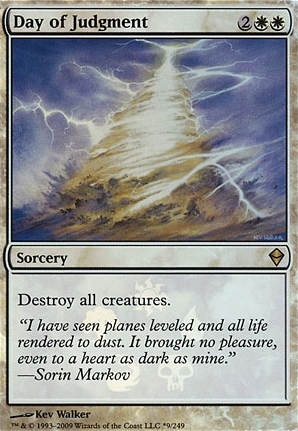 Day of Judgment 2
Sorcery
Destroy all creatures.
“I have seen planes leveled and all life
rendered to dust. It brought no pleasure,
even to a heart as dark as mine.”
—Sorin Markov
Kev Walker
™ & © 1993–2009 Wizards of the Coast LLC *9/249